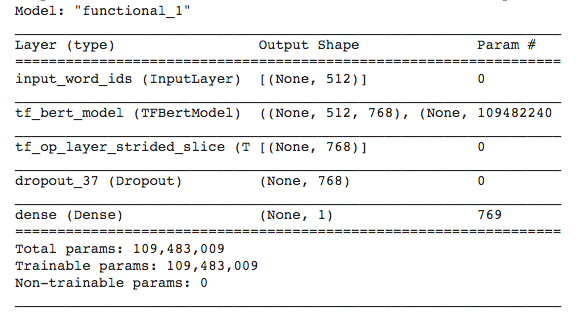 Model: "functional_1"
Layer (type) Output Shape Param #
input_word_ids (InputLayer) [(None, 512)] 0
tf_bert_model (TFBertModel) ((None, 512, 768), (None, 109482240
tf_op_layer_strided_slice (T [(None, 768)] 0
dropout_37 (Dropout) (None, 768) 0
dense (Dense) (None, 1) 769
Total params: 109,483,009
Trainable params: 109,483,009
Non-trainable params: 0